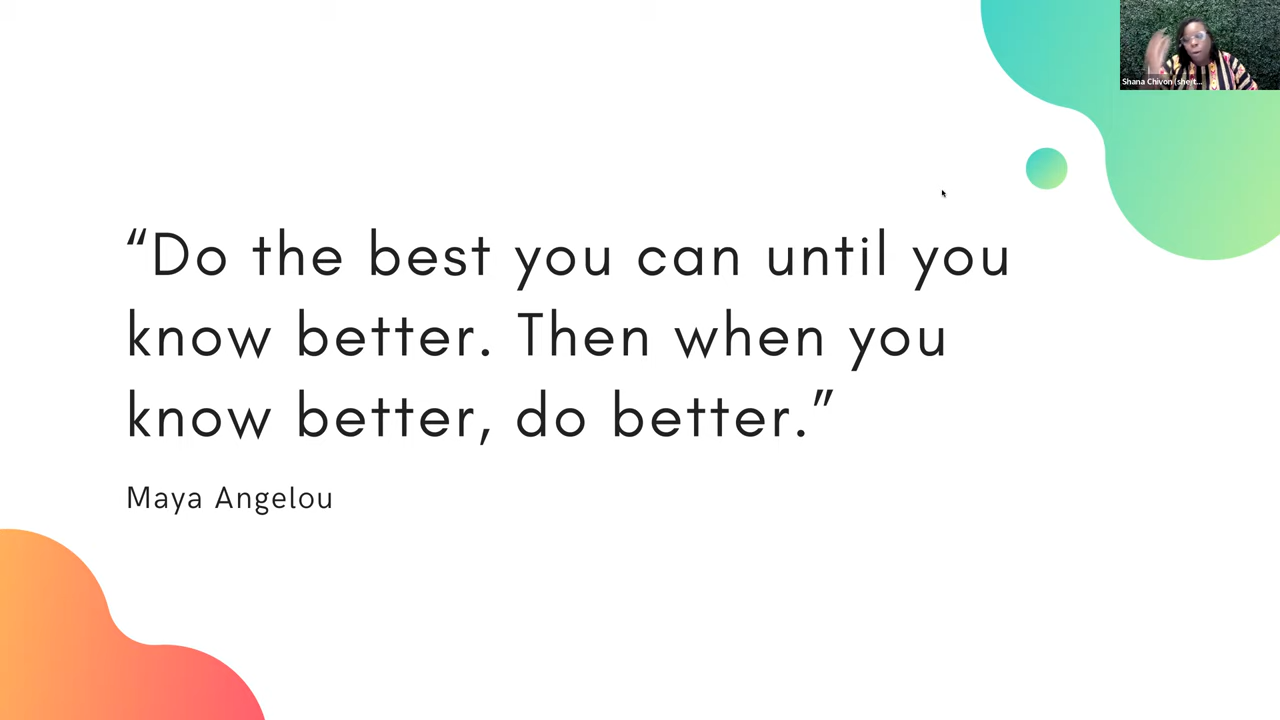 Shana Chivon (she/t...
“Do the best you can until you
know better. Then when you
know better, do better.”
Maya Angelou